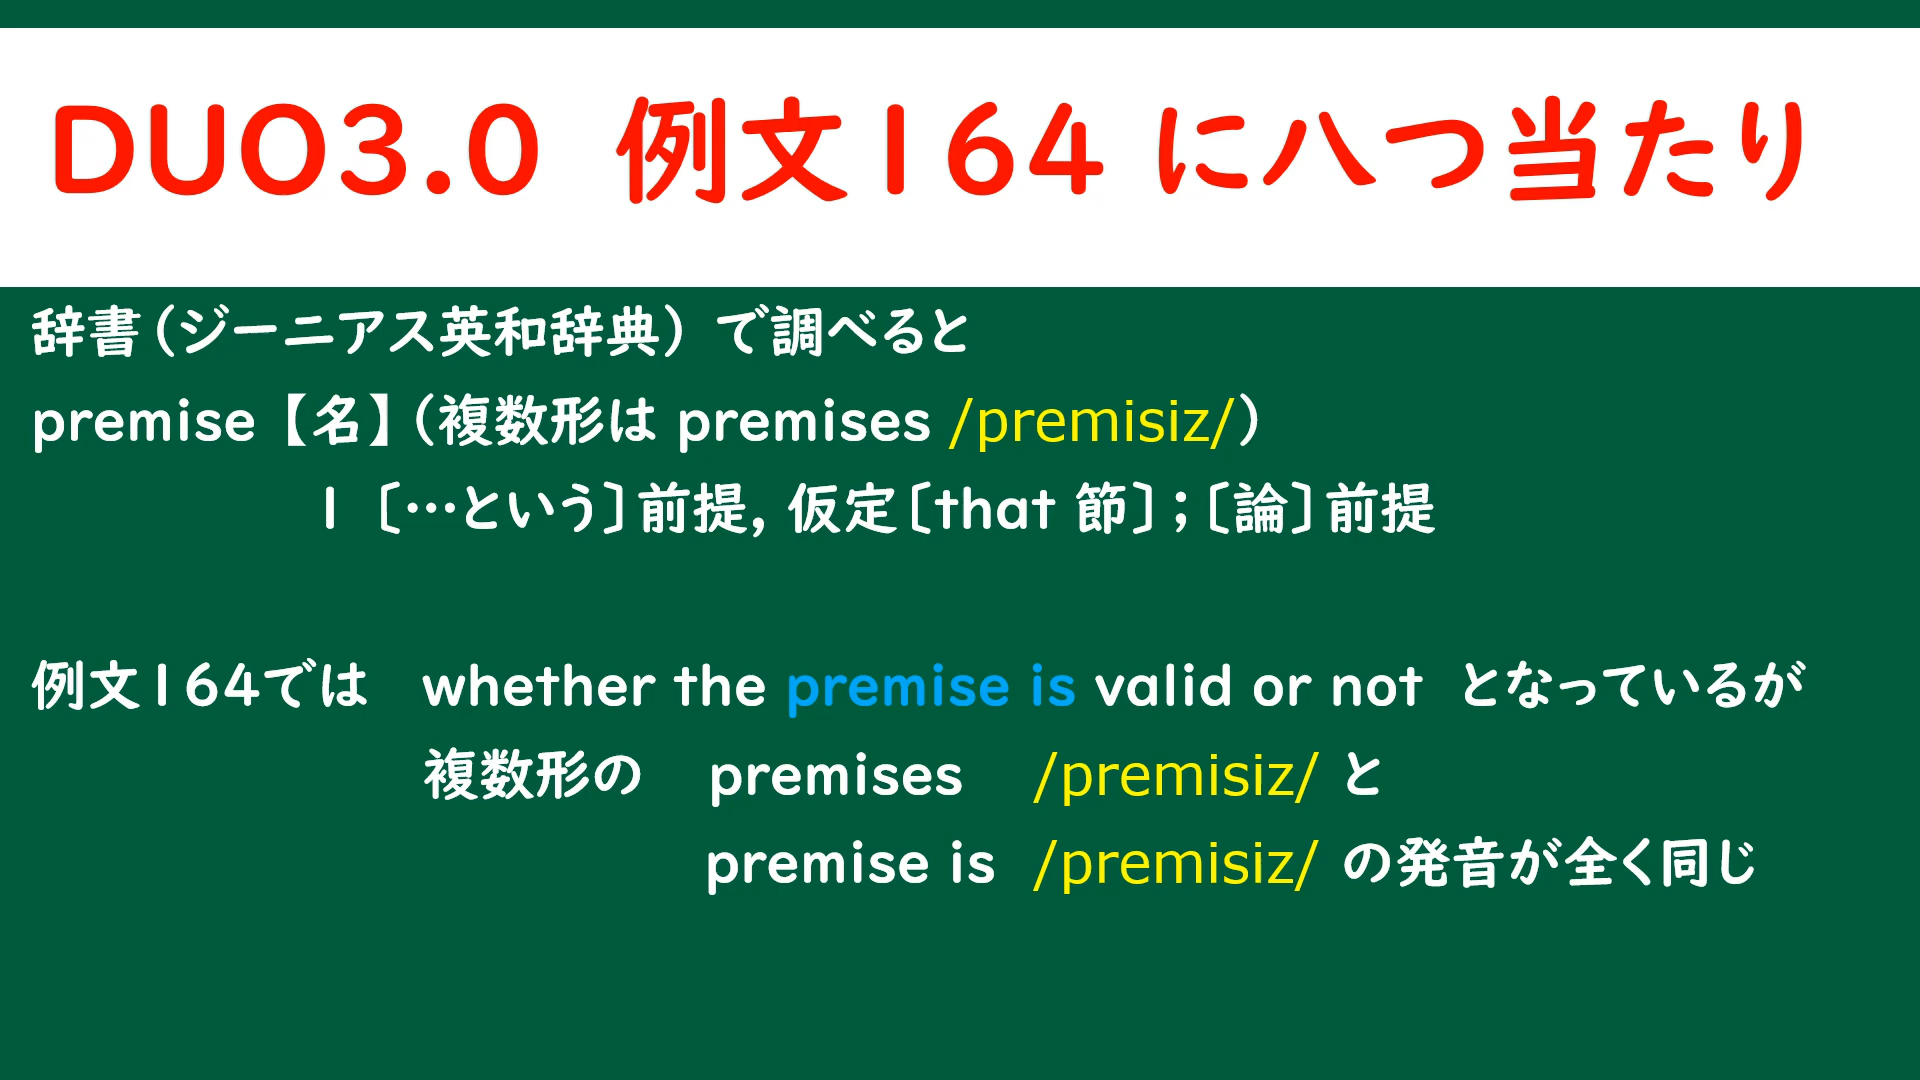 DUO3.0 例文164 に八つ当たり
辞書(ジーニアス英和辞典)で調べると
premise【名】(複数形は premises /premisiz/)
1 〔…という〕前提, 仮定〔that 節〕;〔論〕前提
例文164では whether the premise is valid or not となっているが
複数形の premises /premisiz/ と
premise is /premisiz/ の発音が全く同じ